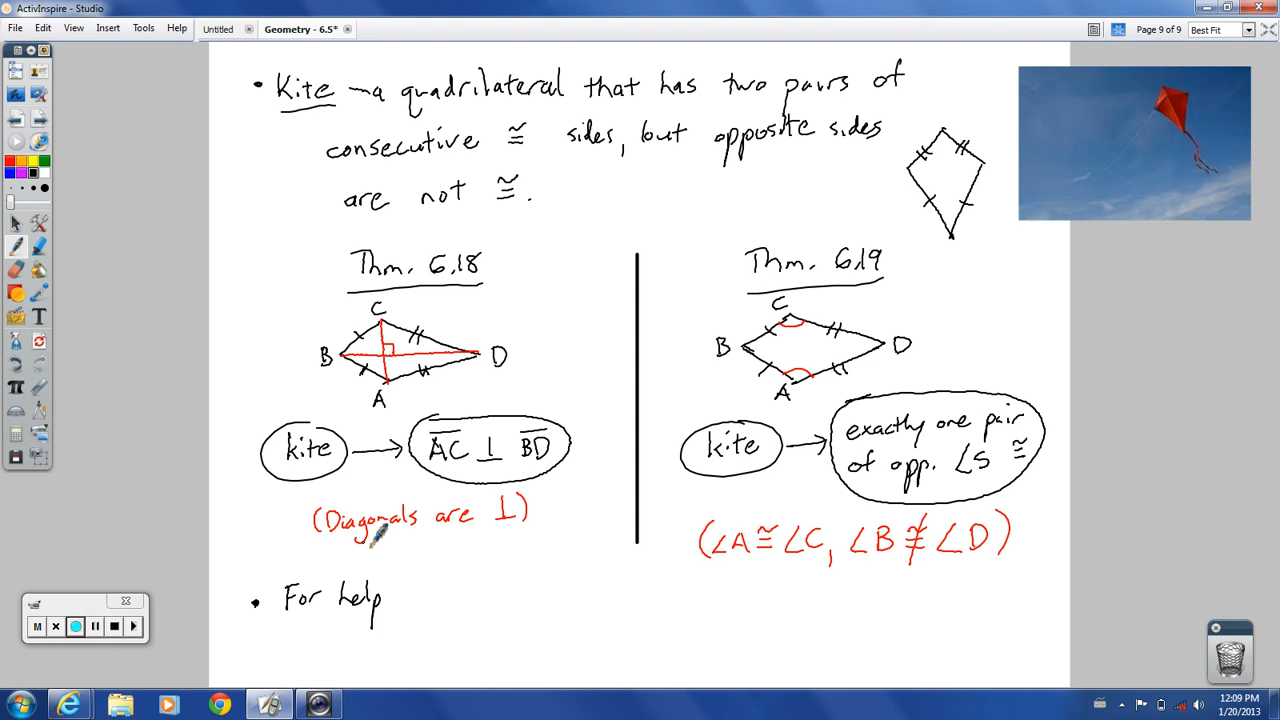 ActivInspire - Studio
File Edit View Insert Tools Help
Untitled Geometry - 6.5* Page 9 of 9 Best Fit
• Kite - a quadrilateral that has two pairs of
consecutive ≅ sides, but opposite sides
are not ≅.
Thm. 6.18
C
B D
A
kite → AC ⊥ BD
(Diagonals are ⊥)
Thm. 6.19
C
B D
A
kite → exactly one pair
of opp. ∠s ≅
(∠A ≅ ∠C, ∠B ≇ ∠D)
• For help
M
12:09 PM
1/20/2013